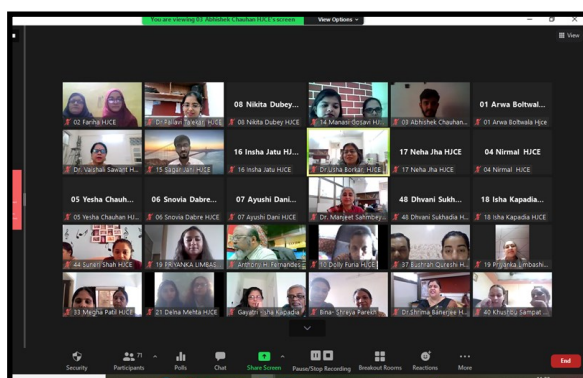 You are viewing 03 Abhishek Chauhan HJCE's screen
View Options
View
02 Fariha HJCE
Dr.Pallavi Talekar, HJCE
08 Nikita Dubey...
08 Nikita Dubey HJCE
14 Manasi Gosavi HJ...
03 Abhishek Chauhan...
01 Arwa Boltwal...
01 Arwa Boltwala Hjce
Dr. Vaishali Sawant H...
15 Sagar Jani HJCE
16 Insha Jatu HJ...
16 Insha Jatu HJCE
Dr.Usha Borkar, HJCE
17 Neha Jha HJCE
17 Neha Jha HJCE
04 Nirmal HJCE
04 Nirmal HJCE
05 Yesha Chauh...
05 Yesha Chauhan HJ...
06 Snovia Dabre...
06 Snovia Dabre HJCE
07 Ayushi Dani...
07 Ayushi Dani HJCE
Dr. Manjeet Sahmbey...
48 Dhvani Sukh...
48 Dhvani Sukhadia H...
18 Isha Kapadia...
18 Isha Kapadia HJCE
44 Shah HJCE
19 PRIYANKA LIMBAS...
Anthony H. Fernandes
10 Dolly Furia HJCE
37 Bushran Qureshi H...
19 Priyanka Limbashi...
33 Megha Patil HJCE
21 Delna Mehta HJCE
Gayatri Isha Kapadia
Bina- Shreya Parekh
Dr.Shrima Banerjee H...
40 Khushbu Sampat...
Security
Participants
71
Polls
Chat
Share Screen
Pause/Stop Recording
Breakout Rooms
Reactions
More
End